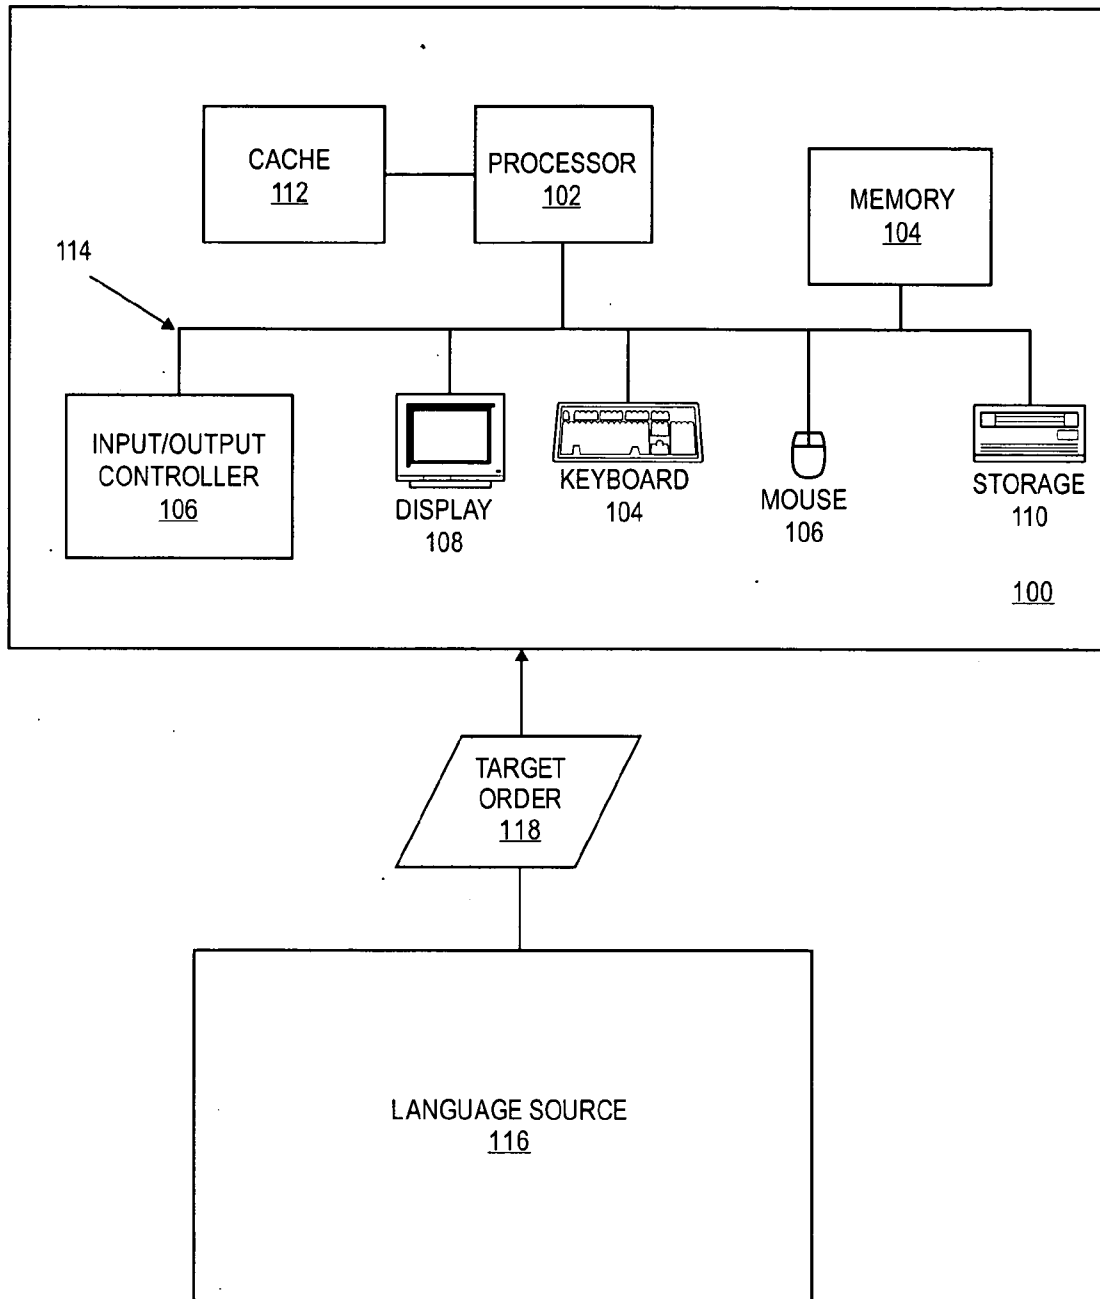 CACHE
112
PROCESSOR
102
MEMORY
104
114
INPUT/OUTPUT
CONTROLLER
106
DISPLAY
108
KEYBOARD
104
MOUSE
106
STORAGE
110
100
TARGET
ORDER
118
LANGUAGE SOURCE
116